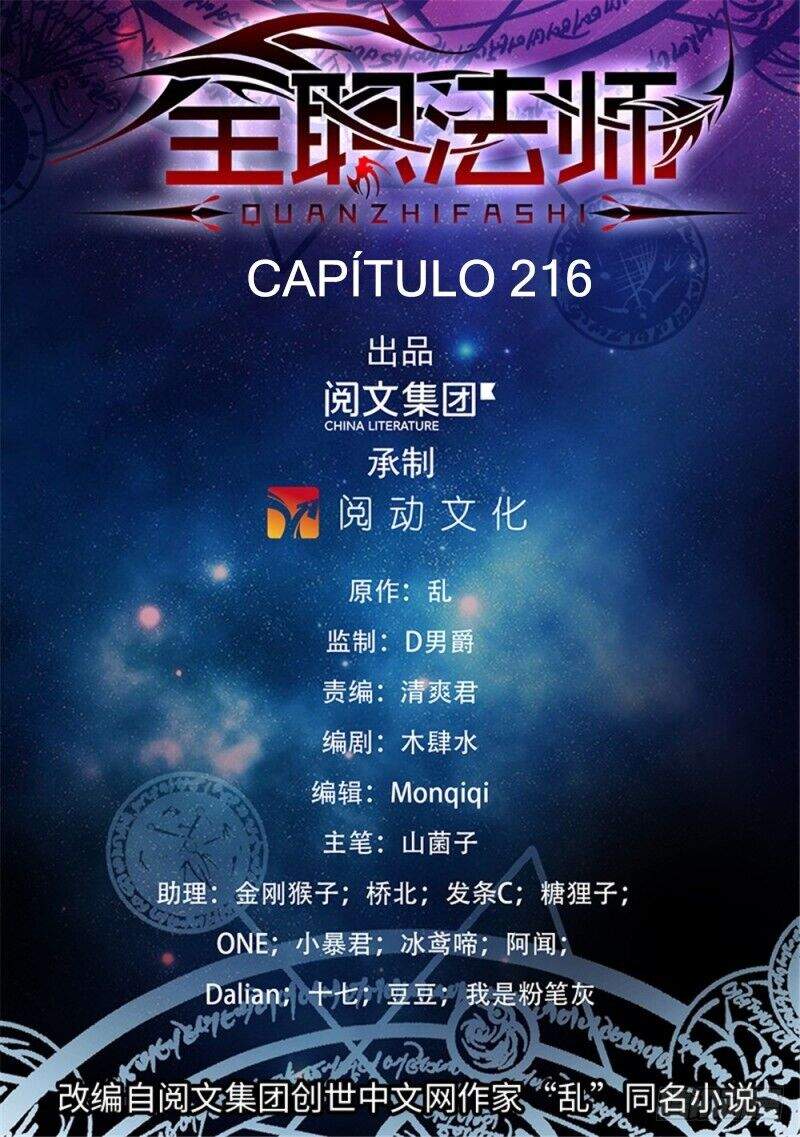 全职法师
QUANZHIFASHI
CAPÍTULO 216
出品
阅文集团
CHINA LITERATURE
承制
阅动文化
原作：乱
监制：D男爵
责编：清爽君
编剧：木肆水
编辑：Monqiqi
主笔：山菌子
助理：金刚猴子；桥北；发条C；糖狸子；
ONE；小暴君；冰鸢啼；阿闻；
Dalian；十七；豆豆；我是粉笔灰
改编自阅文集团创世中文网作家“乱”同名小说